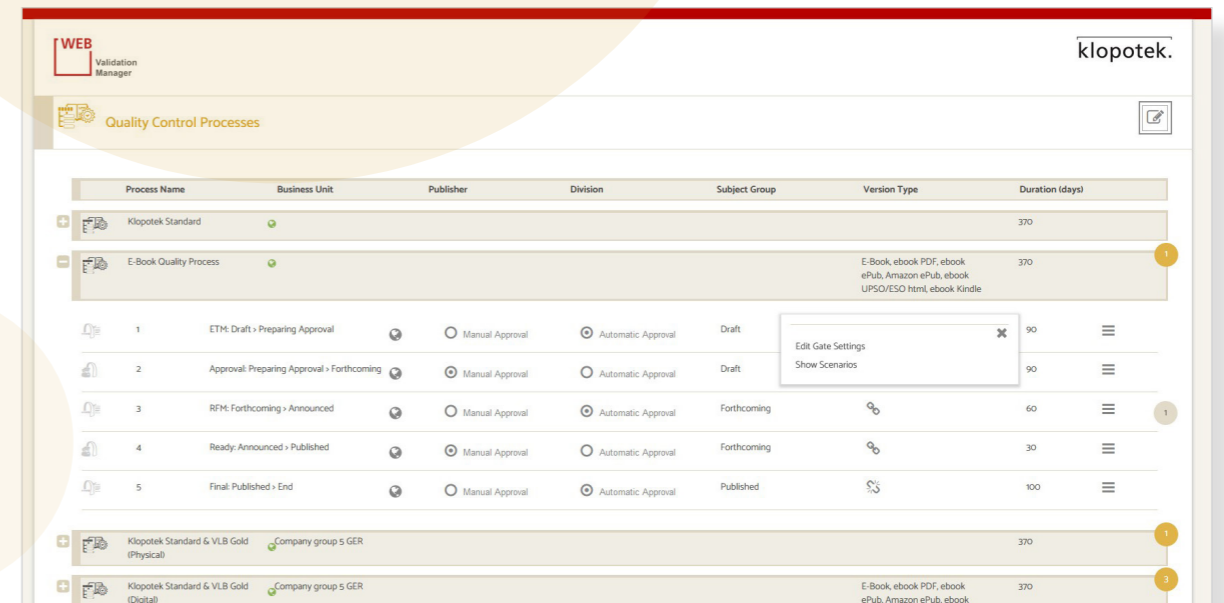 WEB
Validation
Manager
klopotek.
Quality Control Processes
Process Name Business Unit Publisher Division Subject Group Version Type Duration (days)
Klopotek Standard 370
E-Book Quality Process E-Book, ebook PDF, ebook 370 1
ePub, Amazon ePub, ebook
UPSO/ESO html, ebook Kindle
1 ETM: Draft > Preparing Approval Manual Approval Automatic Approval Draft 90
Edit Gate Settings
Show Scenarios
2 Approval: Preparing Approval > Forthcoming Manual Approval Automatic Approval Draft 90
3 RFM: Forthcoming > Announced Manual Approval Automatic Approval Forthcoming 60 1
4 Ready: Announced > Published Manual Approval Automatic Approval Forthcoming 30
5 Final: Published > End Manual Approval Automatic Approval Published 100
Klopotek Standard & VLB Gold Company group 5 GER 370 1
(Physical)
Klopotek Standard & VLB Gold Company group 5 GER E-Book, ebook PDF, ebook 370 3
(Digital) ePub, Amazon ePub, ebook